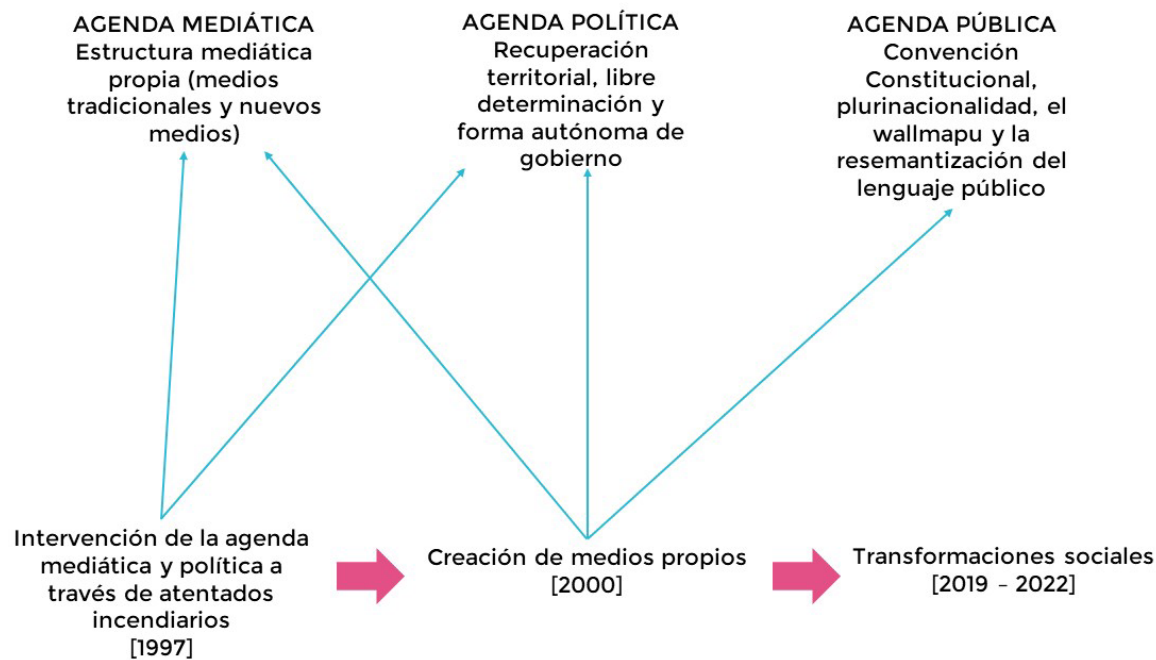 AGENDA MEDIÁTICA
Estructura mediática
propia (medios
tradicionales y nuevos
medios)
AGENDA POLÍTICA
Recuperación
territorial, libre
determinación y
forma autónoma de
gobierno
AGENDA PÚBLICA
Convención
Constitucional,
plurinacionalidad, el
wallmapu y la
resemantización del
lenguaje público
Intervención de la agenda
mediática y política a
través de atentados
incendiarios
[1997]
Creación de medios propios
[2000]
Transformaciones sociales
[2019 – 2022]